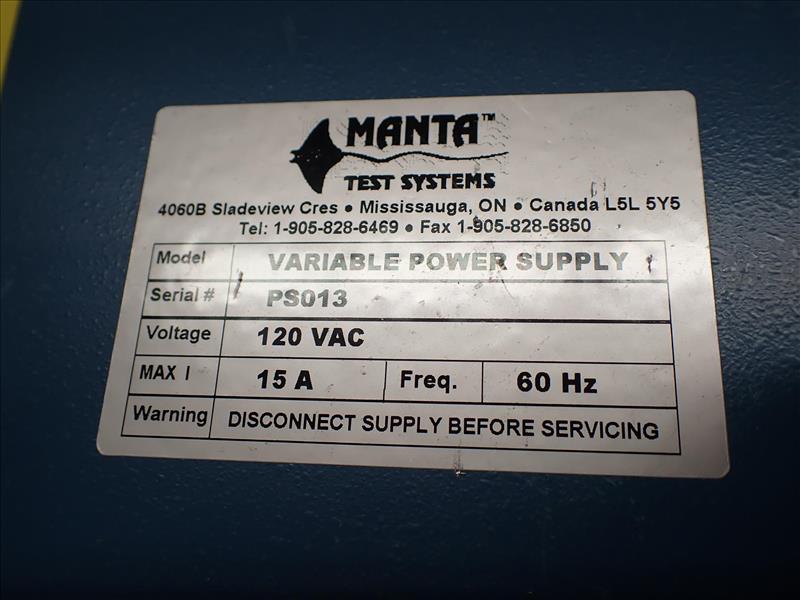 MANTA™
TEST SYSTEMS
4060B Sladeview Cres • Mississauga, ON • Canada L5L 5Y5
Tel: 1-905-828-6469 • Fax 1-905-828-6850
Model VARIABLE POWER SUPPLY
Serial # PS013
Voltage 120 VAC
MAX I 15 A Freq. 60 Hz
Warning DISCONNECT SUPPLY BEFORE SERVICING